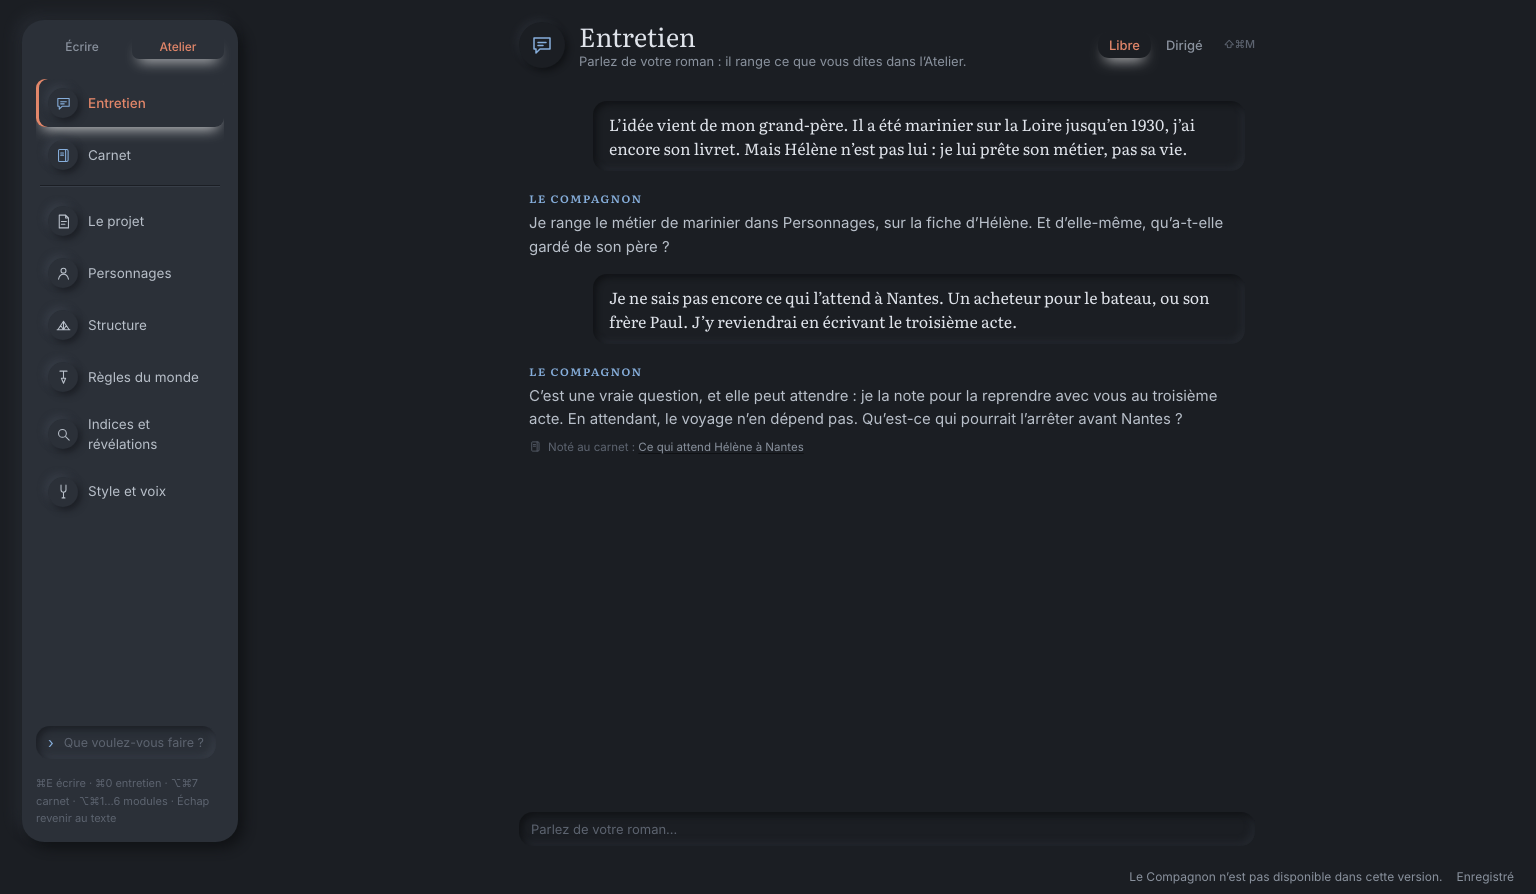 Écrire
Atelier
Entretien
Carnet
Le projet
Personnages
Structure
Règles du monde
Indices et
révélations
Style et voix
› Que voulez-vous faire ?
⌘E écrire · ⌘0 entretien · ⌥⌘7
carnet · ⌥⌘1…6 modules · Échap
revenir au texte
Entretien
Parlez de votre roman : il range ce que vous dites dans l’Atelier.
Libre
Dirigé
⇧⌘M
L’idée vient de mon grand-père. Il a été marinier sur la Loire jusqu’en 1930, j’ai
encore son livret. Mais Hélène n’est pas lui : je lui prête son métier, pas sa vie.
LE COMPAGNON
Je range le métier de marinier dans Personnages, sur la fiche d’Hélène. Et d’elle-même, qu’a-t-elle
gardé de son père ?
Je ne sais pas encore ce qui l’attend à Nantes. Un acheteur pour le bateau, ou son
frère Paul. J’y reviendrai en écrivant le troisième acte.
LE COMPAGNON
C’est une vraie question, et elle peut attendre : je la note pour la reprendre avec vous au troisième
acte. En attendant, le voyage n’en dépend pas. Qu’est-ce qui pourrait l’arrêter avant Nantes ?
Noté au carnet : Ce qui attend Hélène à Nantes
Parlez de votre roman…
Le Compagnon n’est pas disponible dans cette version.
Enregistré